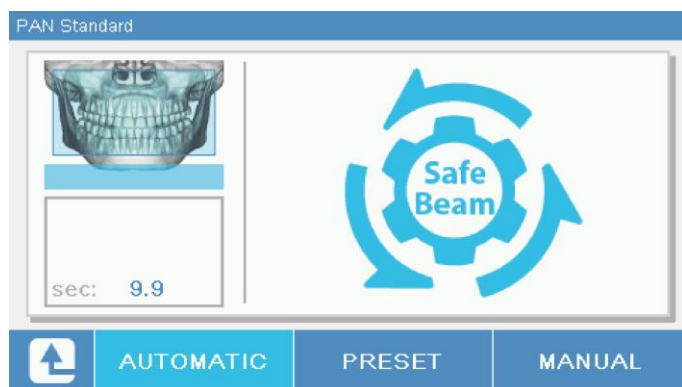 PAN Standard
Safe
Beam
sec: 9.9
AUTOMATIC PRESET MANUAL